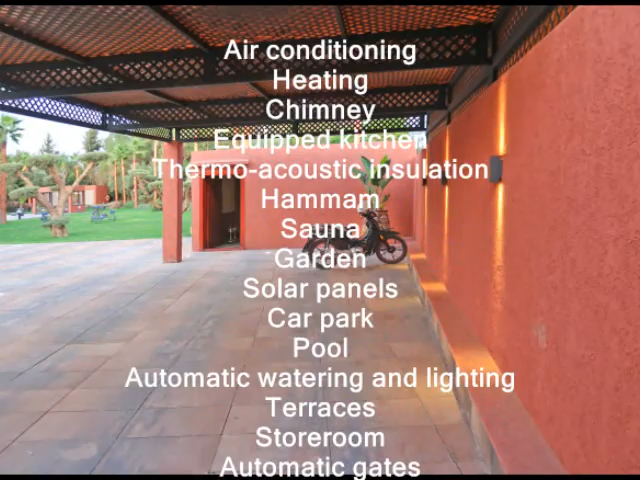 Air conditioning
Heating
Chimney
Equipped kitchen
Thermo-acoustic insulation
Hammam
Sauna
Garden
Solar panels
Car park
Pool
Automatic watering and lighting
Terraces
Storeroom
Automatic gates